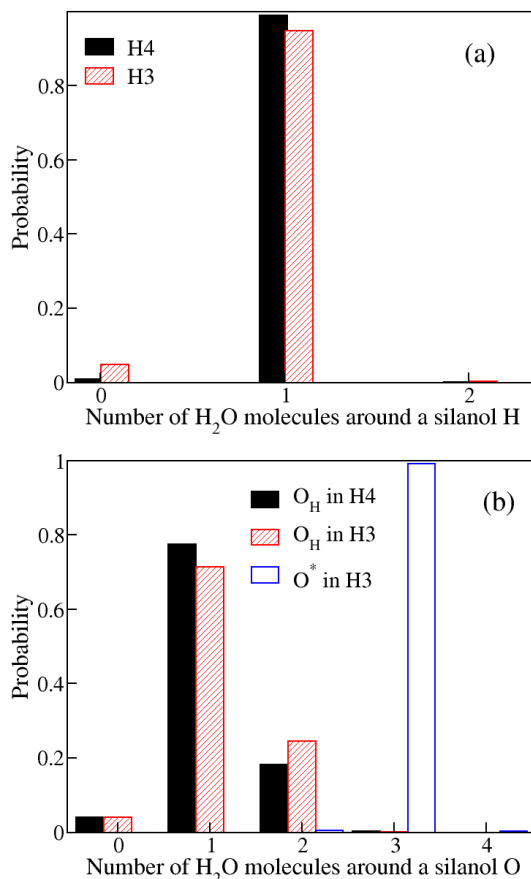 (a)
H4
H3
Probability
0.8
0.6
0.4
0.2
0
0 1 2
Number of H₂O molecules around a silanol H
(b)
O_H in H4
O_H in H3
O^* in H3
Probability
1
0.8
0.6
0.4
0.2
0
0 1 2 3 4
Number of H₂O molecules around a silanol O